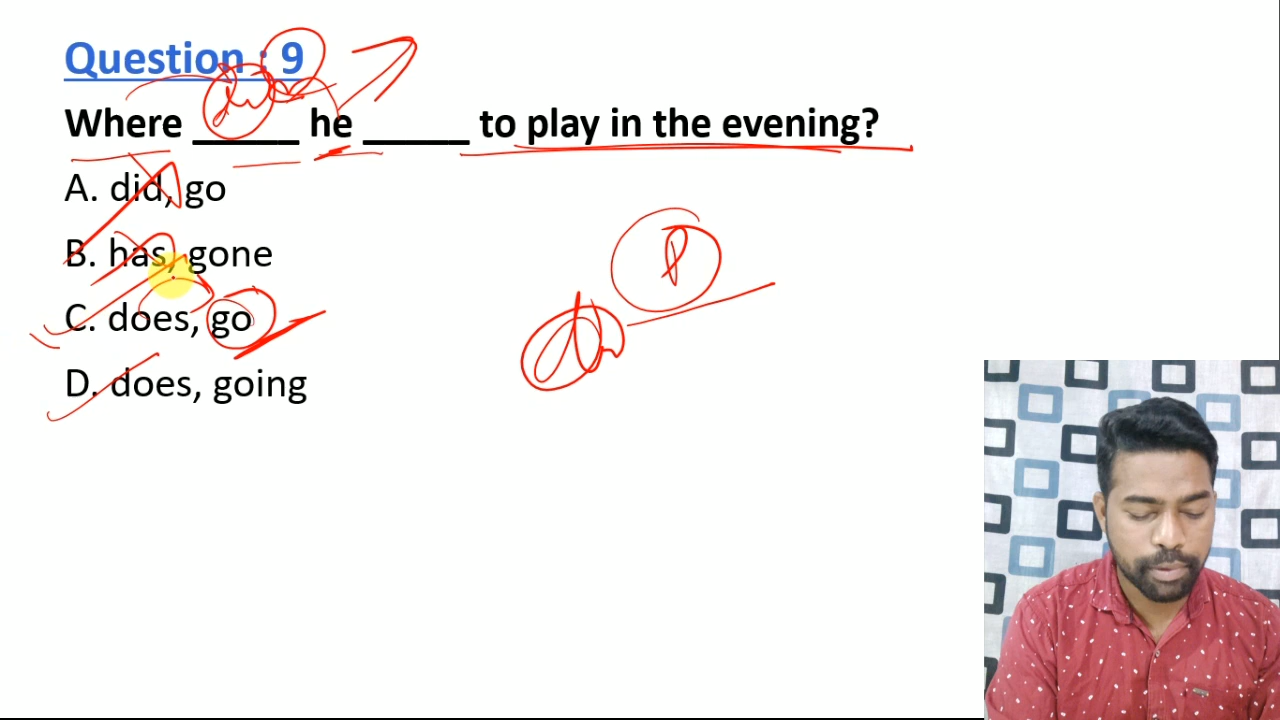 Question : 9
Where ______ he ______ to play in the evening?
A. did, go
B. has, gone
C. does, go
D. does, going
P